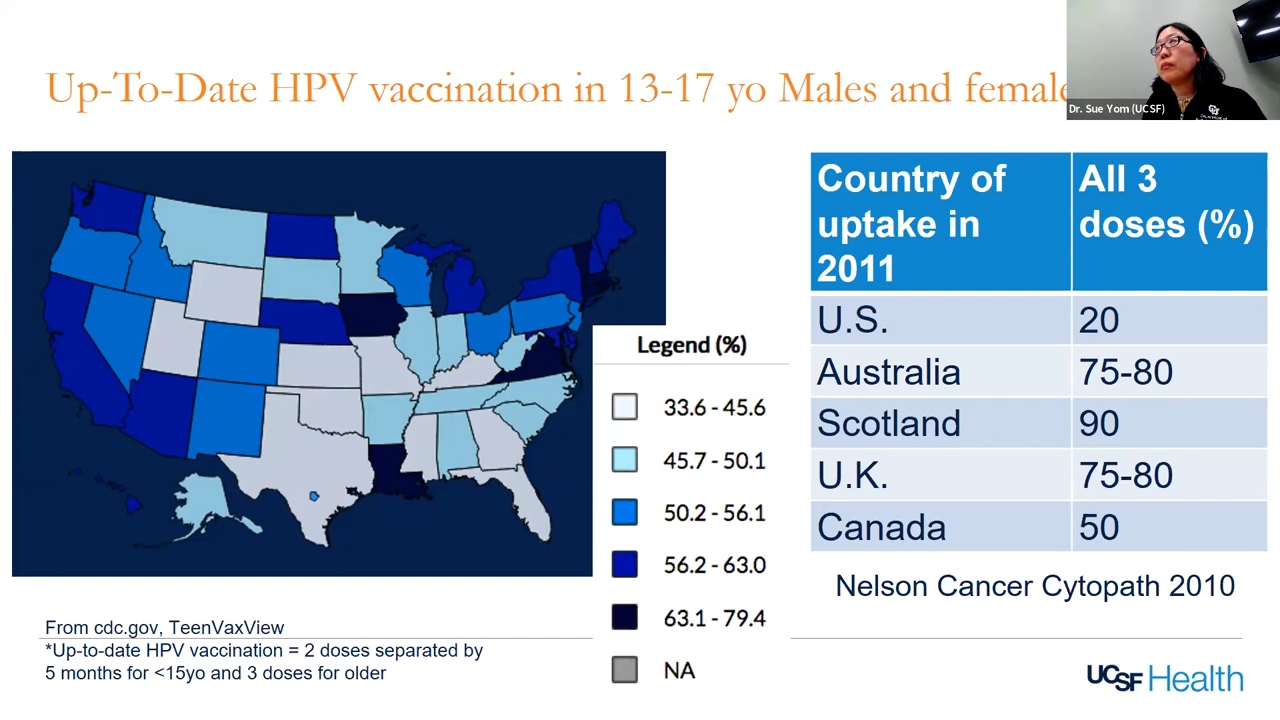 Up-To-Date HPV vaccination in 13-17 yo Males and female
Dr. Sue Yom (UCSF)
Legend (%)
33.6 - 45.6
45.7 - 50.1
50.2 - 56.1
56.2 - 63.0
63.1 - 79.4
NA
Country of uptake in 2011 All 3 doses (%)
U.S. 20
Australia 75-80
Scotland 90
U.K. 75-80
Canada 50
Nelson Cancer Cytopath 2010
From cdc.gov, TeenVaxView
*Up-to-date HPV vaccination = 2 doses separated by
5 months for <15yo and 3 doses for older
UCSF Health